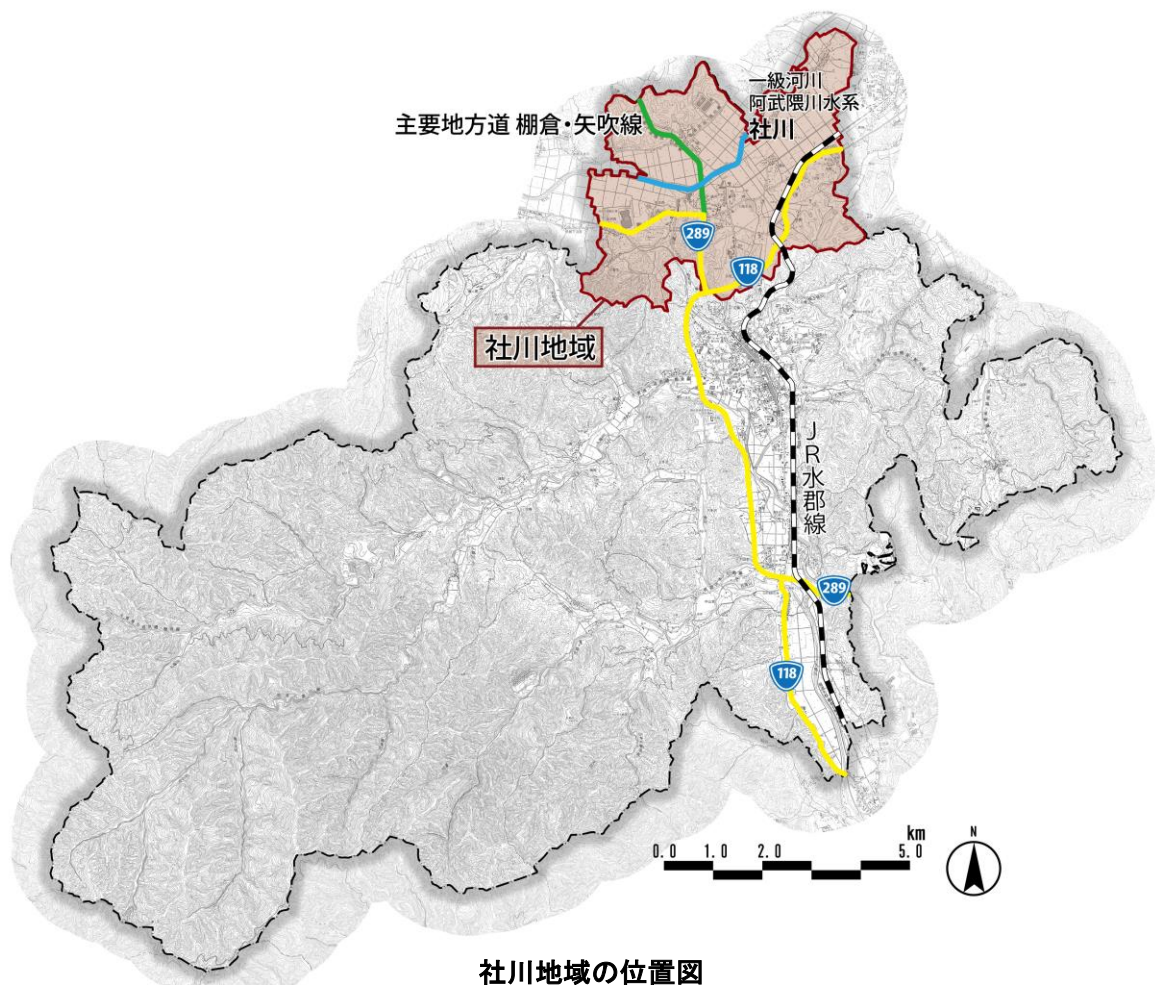 一級河川
阿武隈川水系
社川
主要地方道 棚倉・矢吹線
289
118
社川地域
JR水郡線
289
118
km
0.0 1.0 2.0 5.0
N
社川地域の位置図